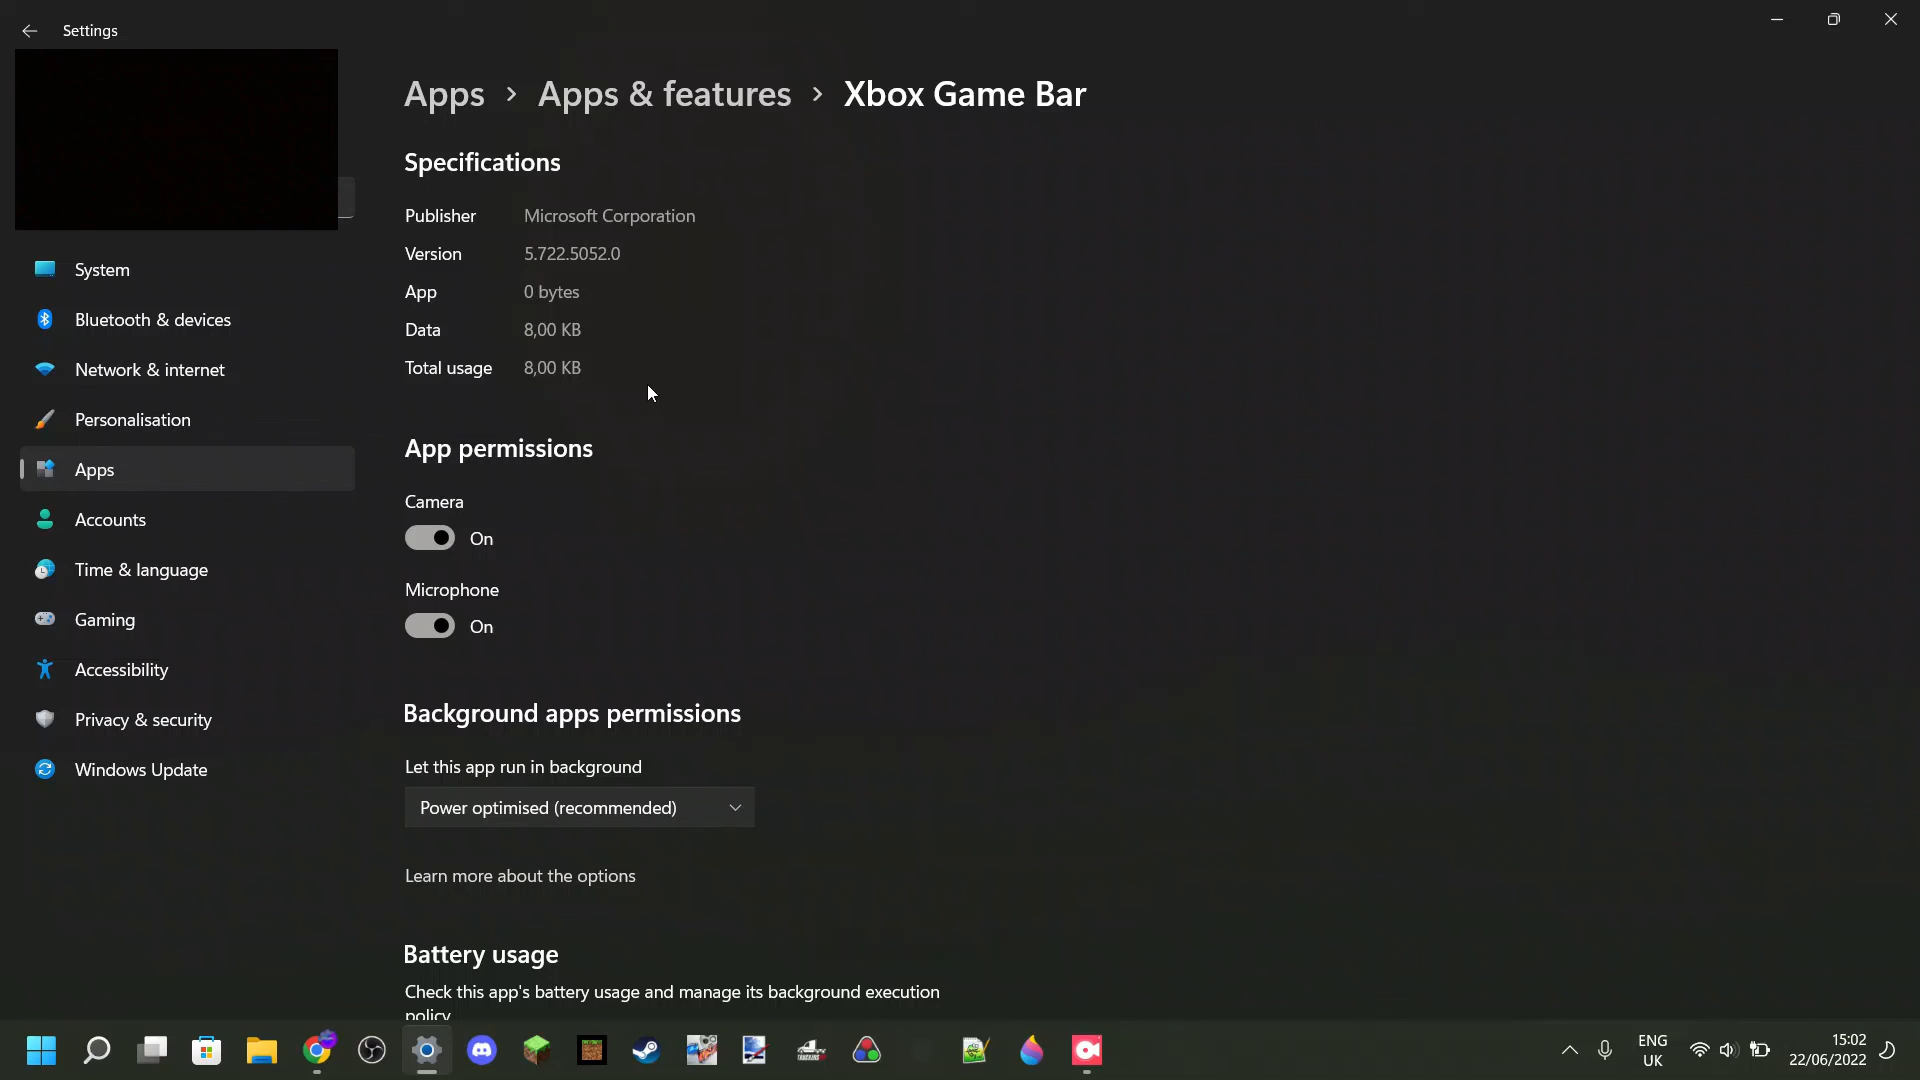 Settings
Apps > Apps & features > Xbox Game Bar
Specifications
Publisher Microsoft Corporation
Version 5.722.5052.0
App 0 bytes
Data 8,00 KB
Total usage 8,00 KB
System
Bluetooth & devices
Network & internet
Personalisation
Apps
Accounts
Time & language
Gaming
Accessibility
Privacy & security
Windows Update
App permissions
Camera
On
Microphone
On
Background apps permissions
Let this app run in background
Power optimised (recommended)
Learn more about the options
Battery usage
Check this app's battery usage and manage its background execution
policy
ENG
UK
15:02
22/06/2022